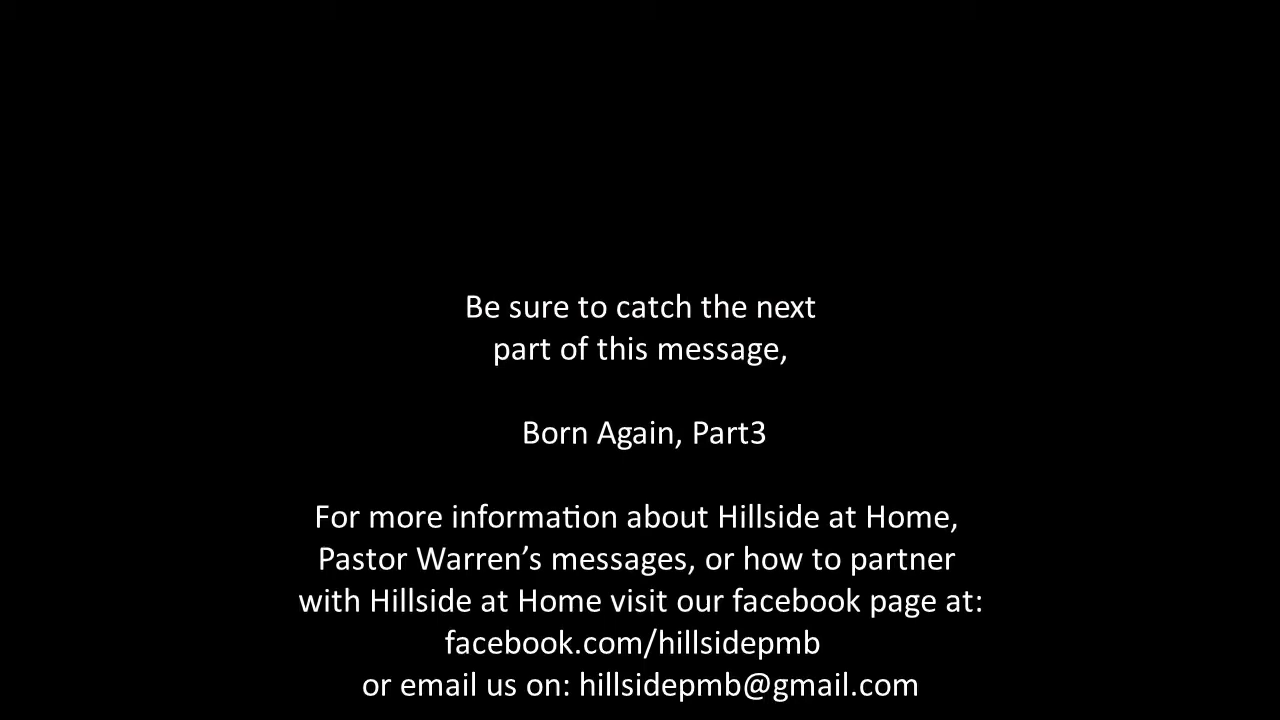 Be sure to catch the next
part of this message,
Born Again, Part3
For more information about Hillside at Home,
Pastor Warren’s messages, or how to partner
with Hillside at Home visit our facebook page at:
facebook.com/hillsidepmb
or email us on: hillsidepmb@gmail.com